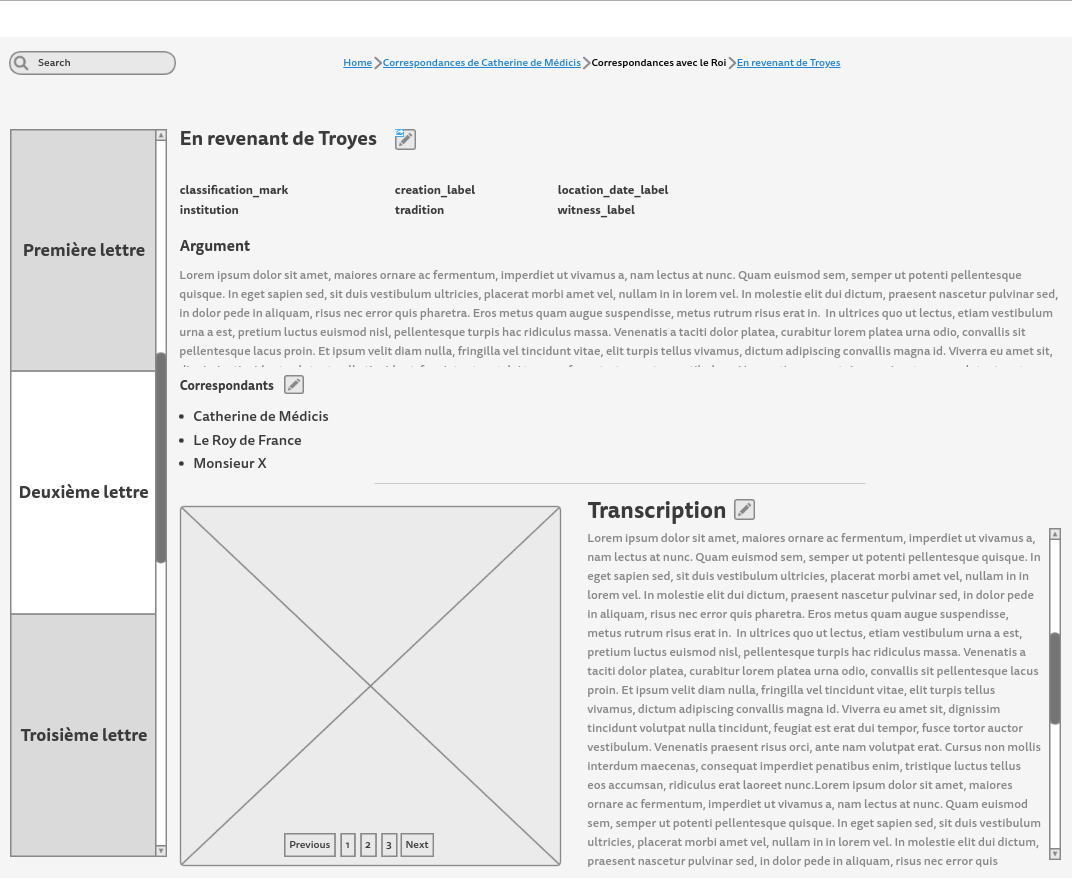 Search
Home Correspondances de Catherine de Médicis Correspondances avec le Roi En revenant de Troyes
Première lettre
Deuxième lettre
Troisième lettre
En revenant de Troyes
classification_mark creation_label location_date_label
institution tradition witness_label
Argument
Lorem ipsum dolor sit amet, maiores ornare ac fermentum, imperdiet ut vivamus a, nam lectus at nunc. Quam euismod sem, semper ut potenti pellentesque
quisque. In eget sapien sed, sit duis vestibulum ultricies, placerat morbi amet vel, nullam in in lorem vel. In molestie elit dui dictum, praesent nascetur pulvinar sed,
in dolor pede in aliquam, risus nec error quis pharetra. Eros metus quam augue suspendisse, metus rutrum risus erat in. In ultrices quo ut lectus, etiam vestibulum
urna a est, pretium luctus euismod nisl, pellentesque turpis hac ridiculus massa. Venenatis a taciti dolor platea, curabitur lorem platea urna odio, convallis sit
pellentesque lacus proin. Et ipsum velit diam nulla, fringilla vel tincidunt vitae, elit turpis tellus vivamus, dictum adipiscing convallis magna id. Viverra eu amet sit,
Correspondants
• Catherine de Médicis
• Le Roy de France
• Monsieur X
Previous 1 2 3 Next
Transcription
Lorem ipsum dolor sit amet, maiores ornare ac fermentum, imperdiet ut vivamus a,
nam lectus at nunc. Quam euismod sem, semper ut potenti pellentesque quisque. In
eget sapien sed, sit duis vestibulum ultricies, placerat morbi amet vel, nullam in in
lorem vel. In molestie elit dui dictum, praesent nascetur pulvinar sed, in dolor pede
in aliquam, risus nec error quis pharetra. Eros metus quam augue suspendisse,
metus rutrum risus erat in. In ultrices quo ut lectus, etiam vestibulum urna a est,
pretium luctus euismod nisl, pellentesque turpis hac ridiculus massa. Venenatis a
taciti dolor platea, curabitur lorem platea urna odio, convallis sit pellentesque lacus
proin. Et ipsum velit diam nulla, fringilla vel tincidunt vitae, elit turpis tellus
vivamus, dictum adipiscing convallis magna id. Viverra eu amet sit, dignissim
tincidunt volutpat nulla tincidunt, feugiat est erat dui tempor, fusce tortor auctor
vestibulum. Venenatis praesent risus orci, ante nam volutpat erat. Cursus non mollis
interdum maecenas, consequat imperdiet penatibus enim, tristique luctus tellus
eos accumsan, ridiculus erat laoreet nunc.Lorem ipsum dolor sit amet, maiores
ornare ac fermentum, imperdiet ut vivamus a, nam lectus at nunc. Quam euismod
sem, semper ut potenti pellentesque quisque. In eget sapien sed, sit duis vestibulum
ultricies, placerat morbi amet vel, nullam in in lorem vel. In molestie elit dui dictum,
praesent nascetur pulvinar sed, in dolor pede in aliquam, risus nec error quis